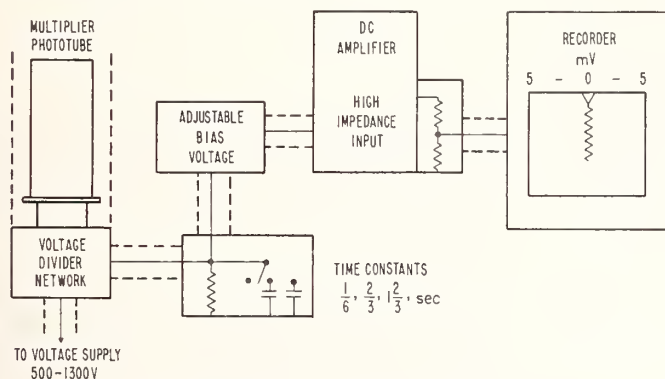 MULTIPLIER
PHOTOTUBE
VOLTAGE
DIVIDER
NETWORK
TO VOLTAGE SUPPLY
500-1300V
ADJUSTABLE
BIAS
VOLTAGE
TIME CONSTANTS
1/6, 2/3, 1 2/3, sec
DC
AMPLIFIER
HIGH
IMPEDANCE
INPUT
RECORDER
mV
5 - 0 - 5